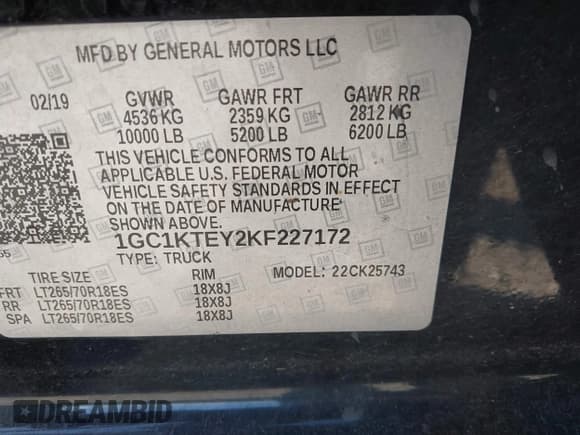 MFD BY GENERAL MOTORS LLC
02/19 GVWR GAWR FRT GAWR RR
4536 KG 2359 KG 2812 KG
10000 LB 5200 LB 6200 LB
THIS VEHICLE CONFORMS TO ALL
APPLICABLE U.S. FEDERAL MOTOR
VEHICLE SAFETY STANDARDS IN EFFECT
ON THE DATE OF MANUFACTURE
SHOWN ABOVE.
1GC1KTEY2KF227172
TYPE: TRUCK MODEL: 22CK25743
TIRE SIZE RIM
FRT LT265/70R18ES 18X8J
RR LT265/70R18ES 18X8J
SPA LT265/70R18ES 18X8J
DREAMBID